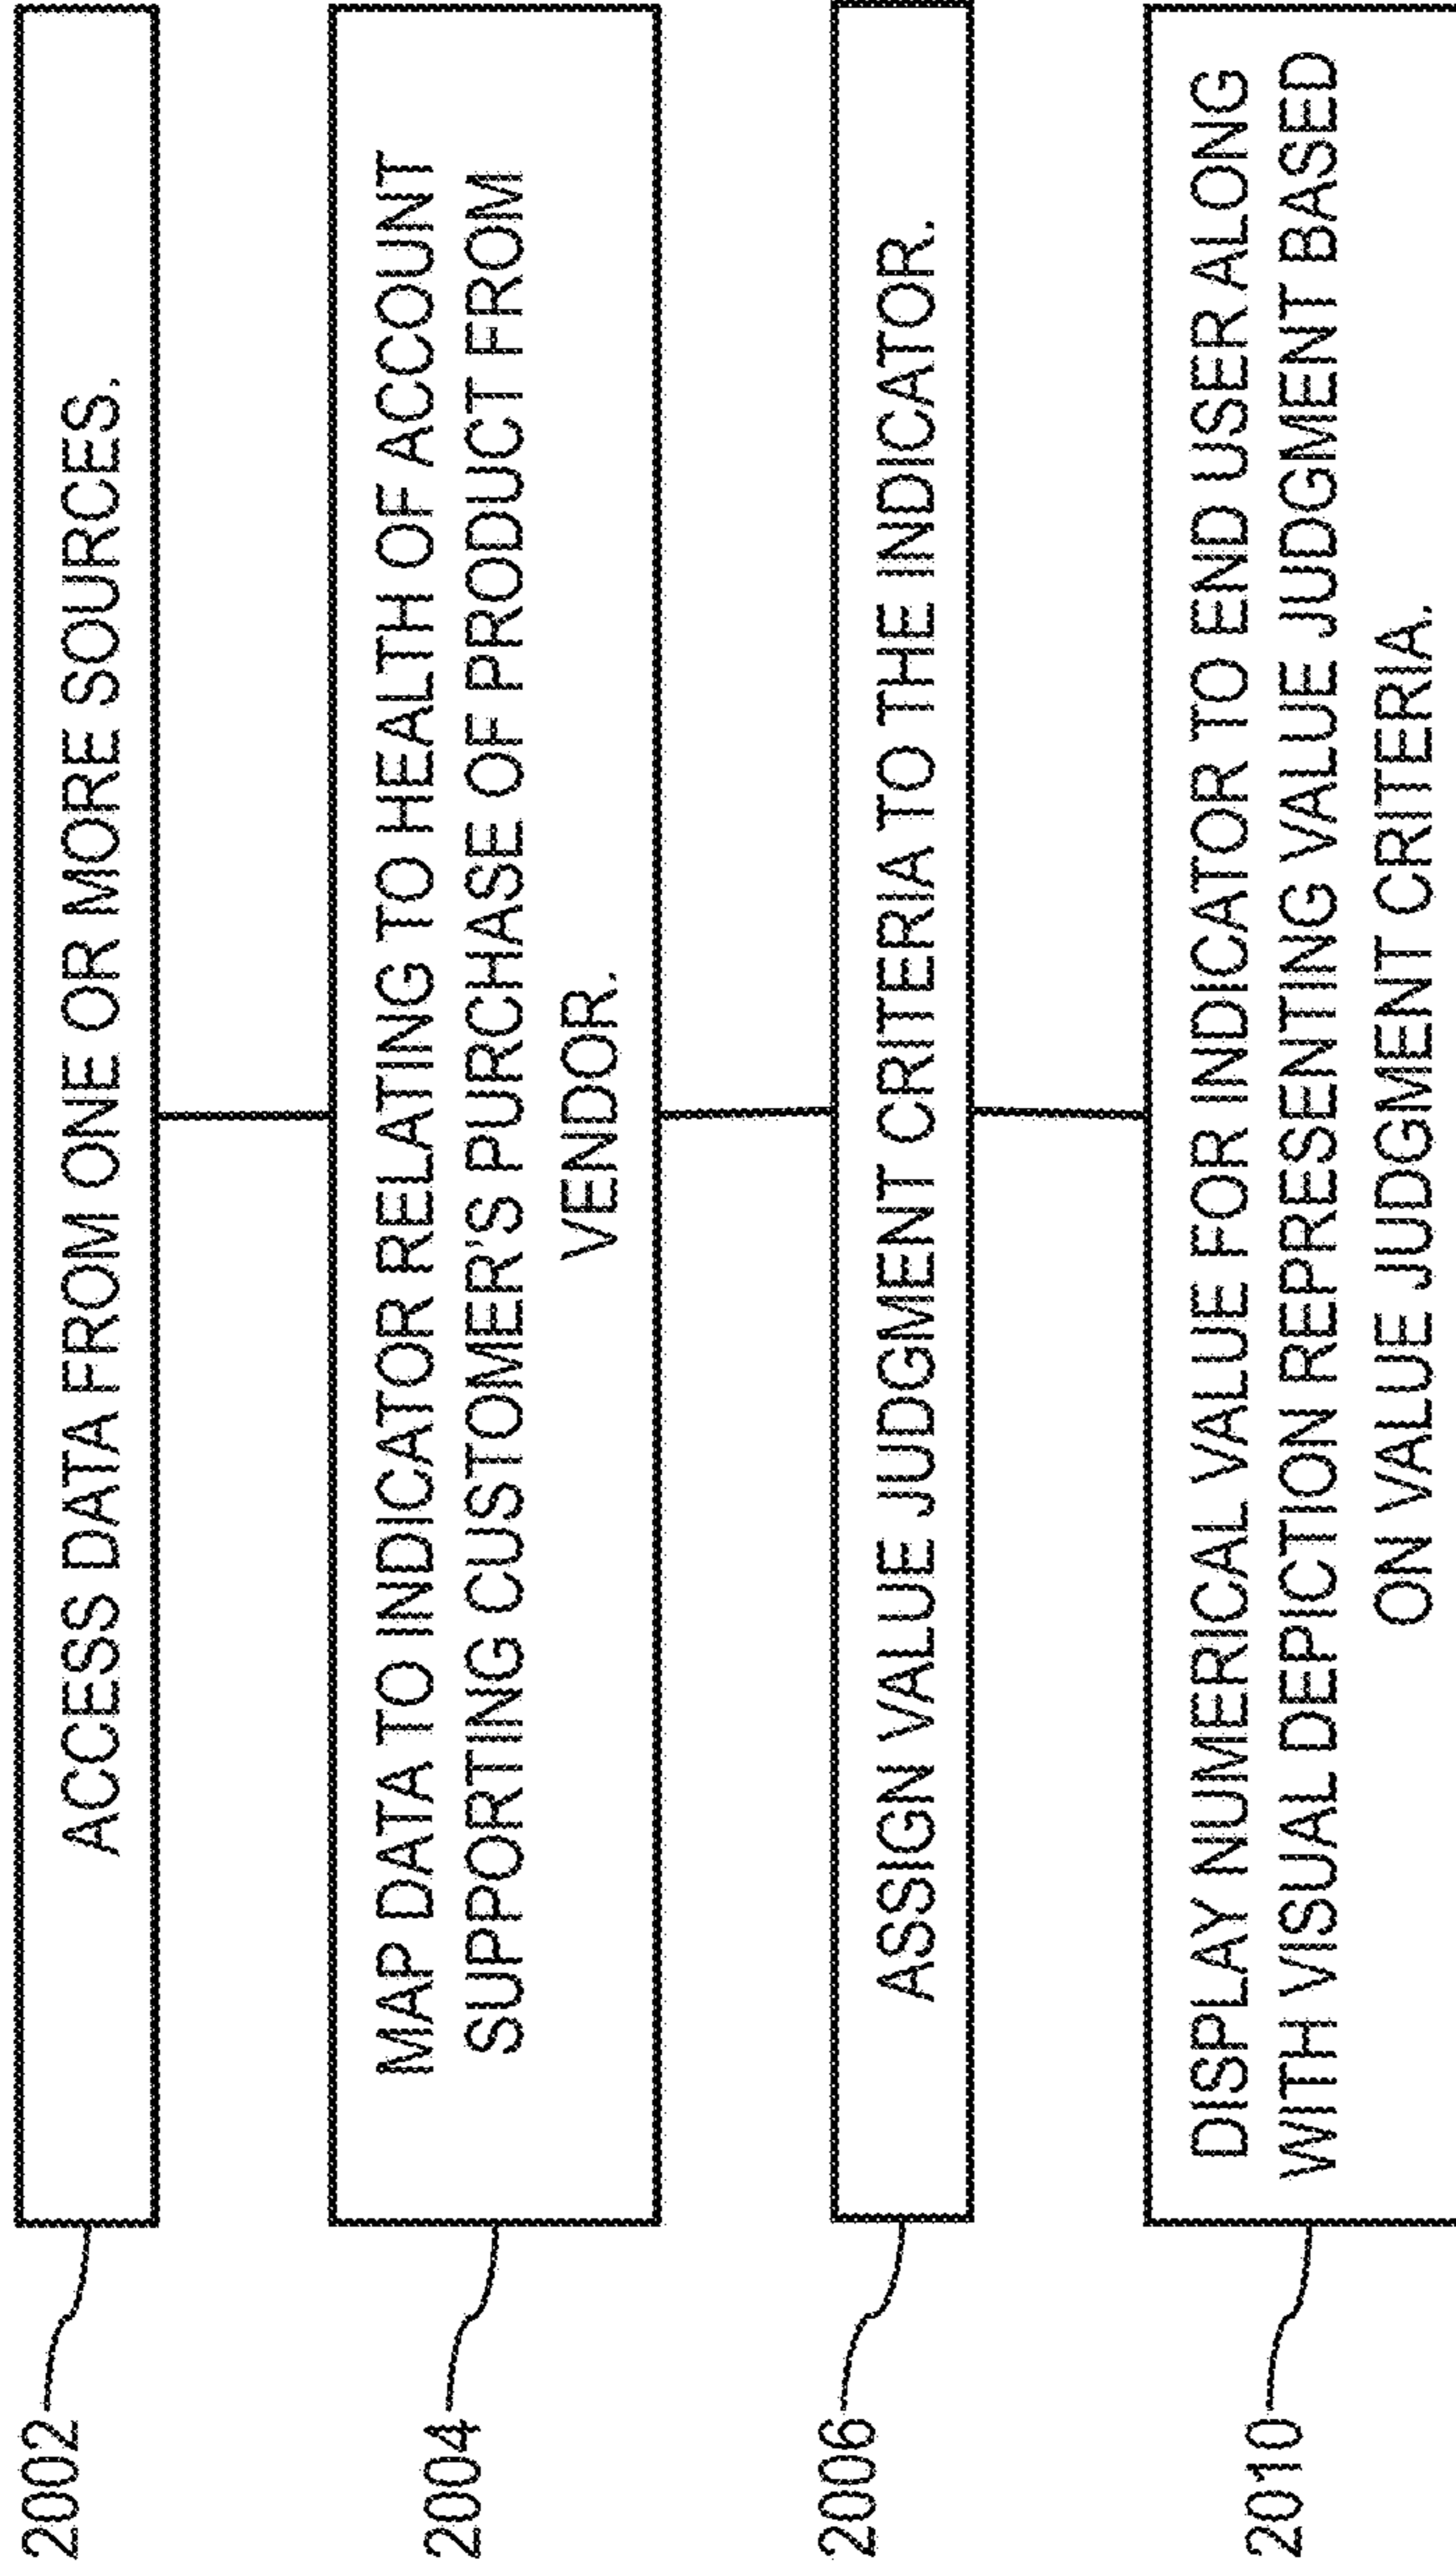 2002
ACCESS DATA FROM ONE OR MORE SOURCES.
2004
MAP DATA TO INDICATOR RELATING TO HEALTH OF ACCOUNT
SUPPORTING CUSTOMER'S PURCHASE OF PRODUCT FROM
VENDOR.
2006
ASSIGN VALUE JUDGMENT CRITERIA TO THE INDICATOR.
2010
DISPLAY NUMERICAL VALUE FOR INDICATOR TO END USER ALONG
WITH VISUAL DEPICTION REPRESENTING VALUE JUDGMENT BASED
ON VALUE JUDGMENT CRITERIA.